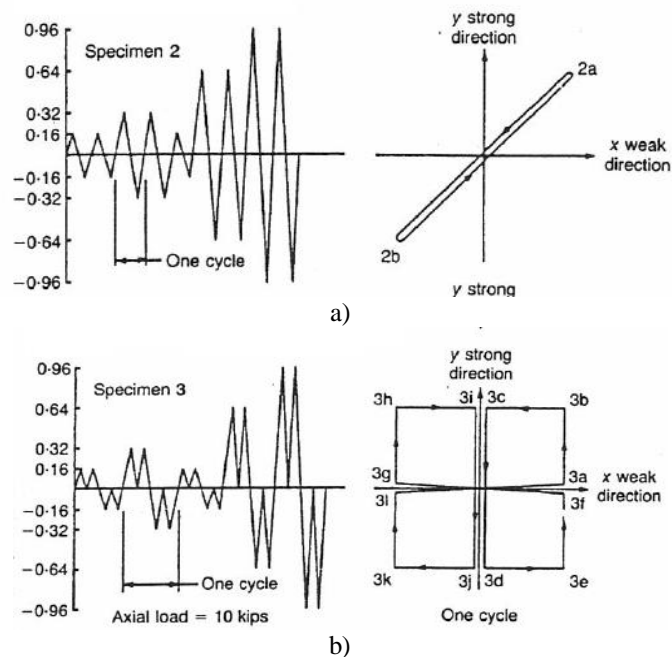 0·96
0·64
0·32
0·16
−0·16
−0·32
−0·64
−0·96
Specimen 2
One cycle
y strong
direction
2a
x weak
direction
2b
y strong
a)
0·96
0·64
0·32
0·16
−0·16
−0·32
−0·64
−0·96
Specimen 3
One cycle
Axial load = 10 kips
y strong
direction
3h
3i
3c
3b
3g
3l
3a
3f
x weak
direction
3k
3j
3d
3e
One cycle
b)